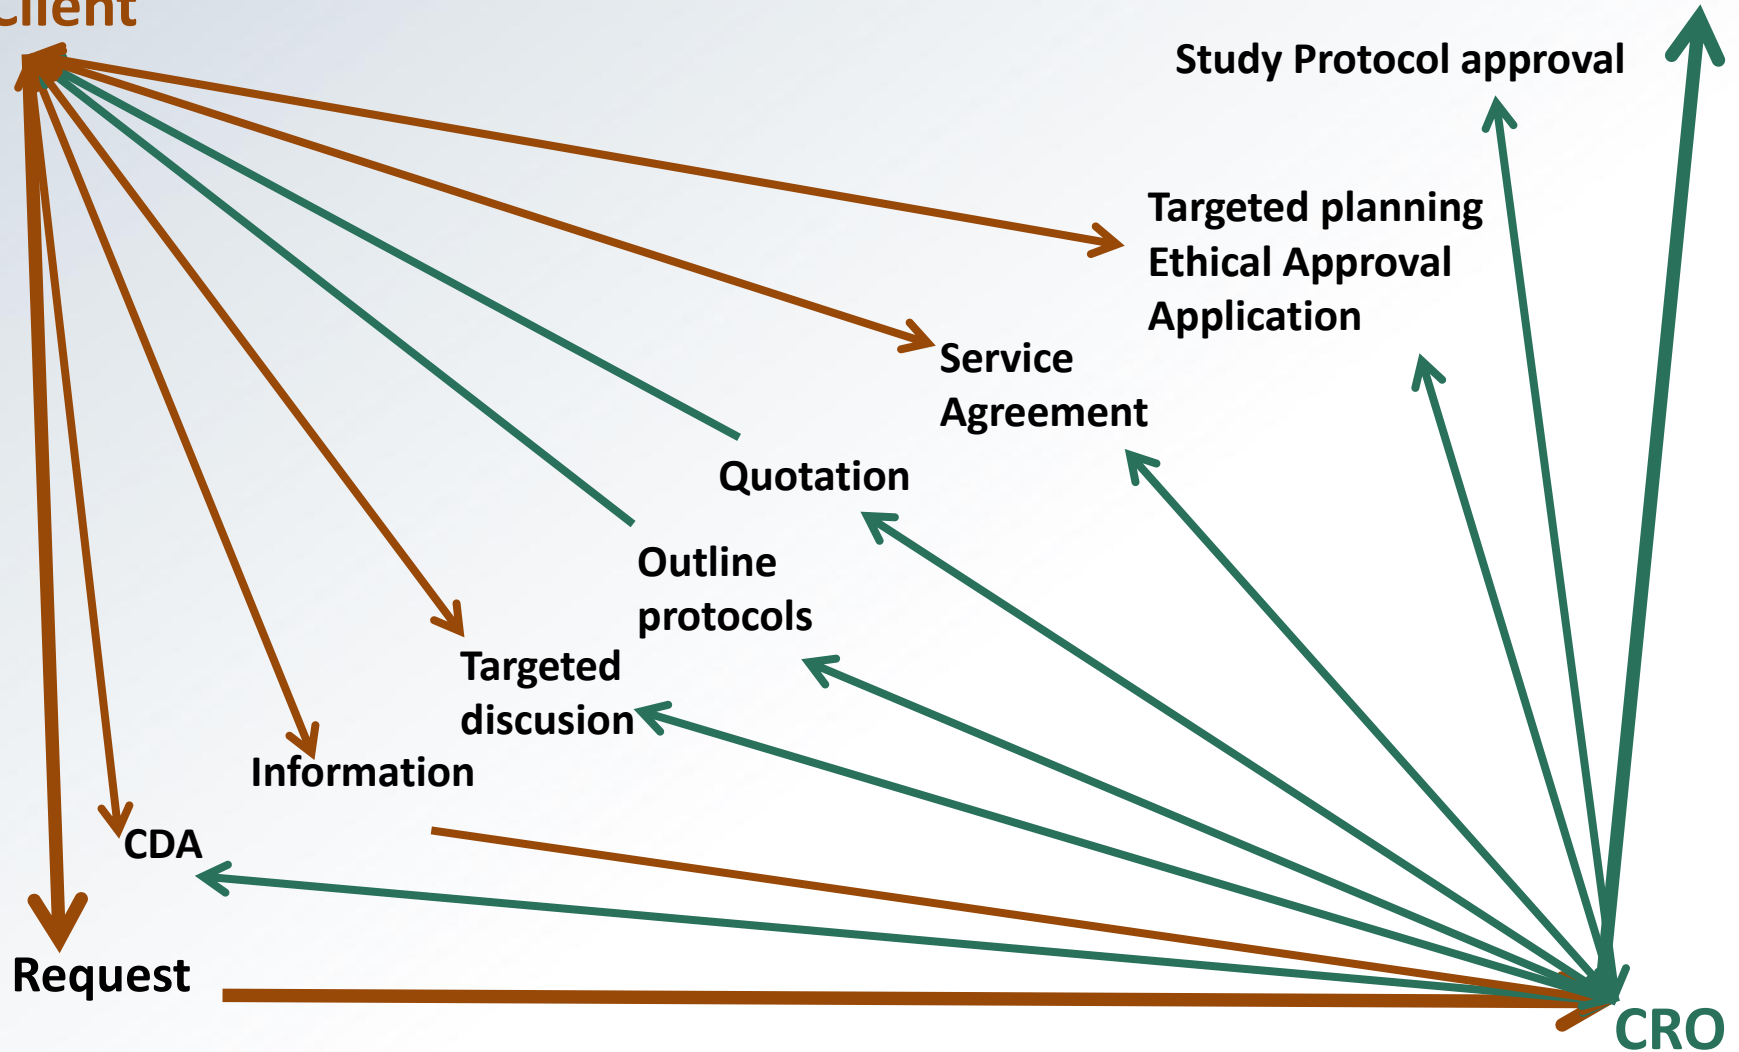 Client
Study Protocol approval
Targeted planning
Ethical Approval
Application
Service
Agreement
Quotation
Outline
protocols
Targeted
discusion
Information
CDA
Request
CRO